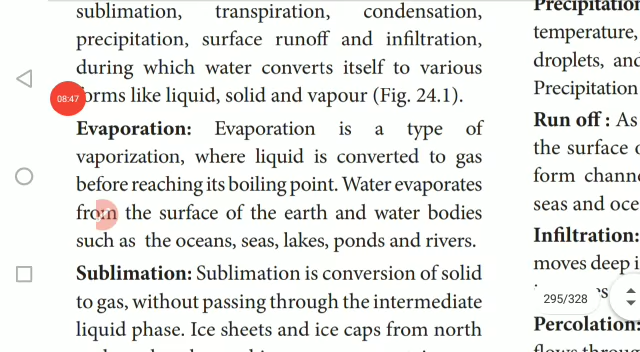 sublimation, transpiration, condensation,
precipitation, surface runoff and infiltration,
during which water converts itself to various
forms like liquid, solid and vapour (Fig. 24.1).
08:47
Evaporation: Evaporation is a type of
vaporization, where liquid is converted to gas
before reaching its boiling point. Water evaporates
from the surface of the earth and water bodies
such as the oceans, seas, lakes, ponds and rivers.
Sublimation: Sublimation is conversion of solid
to gas, without passing through the intermediate
liquid phase. Ice sheets and ice caps from north
Precipitation
temperature,
droplets, and
Precipitation
Run off : As
the surface o
form chann
seas and oce
Infiltration:
moves deep i
295/328
Percolation:
flows throug